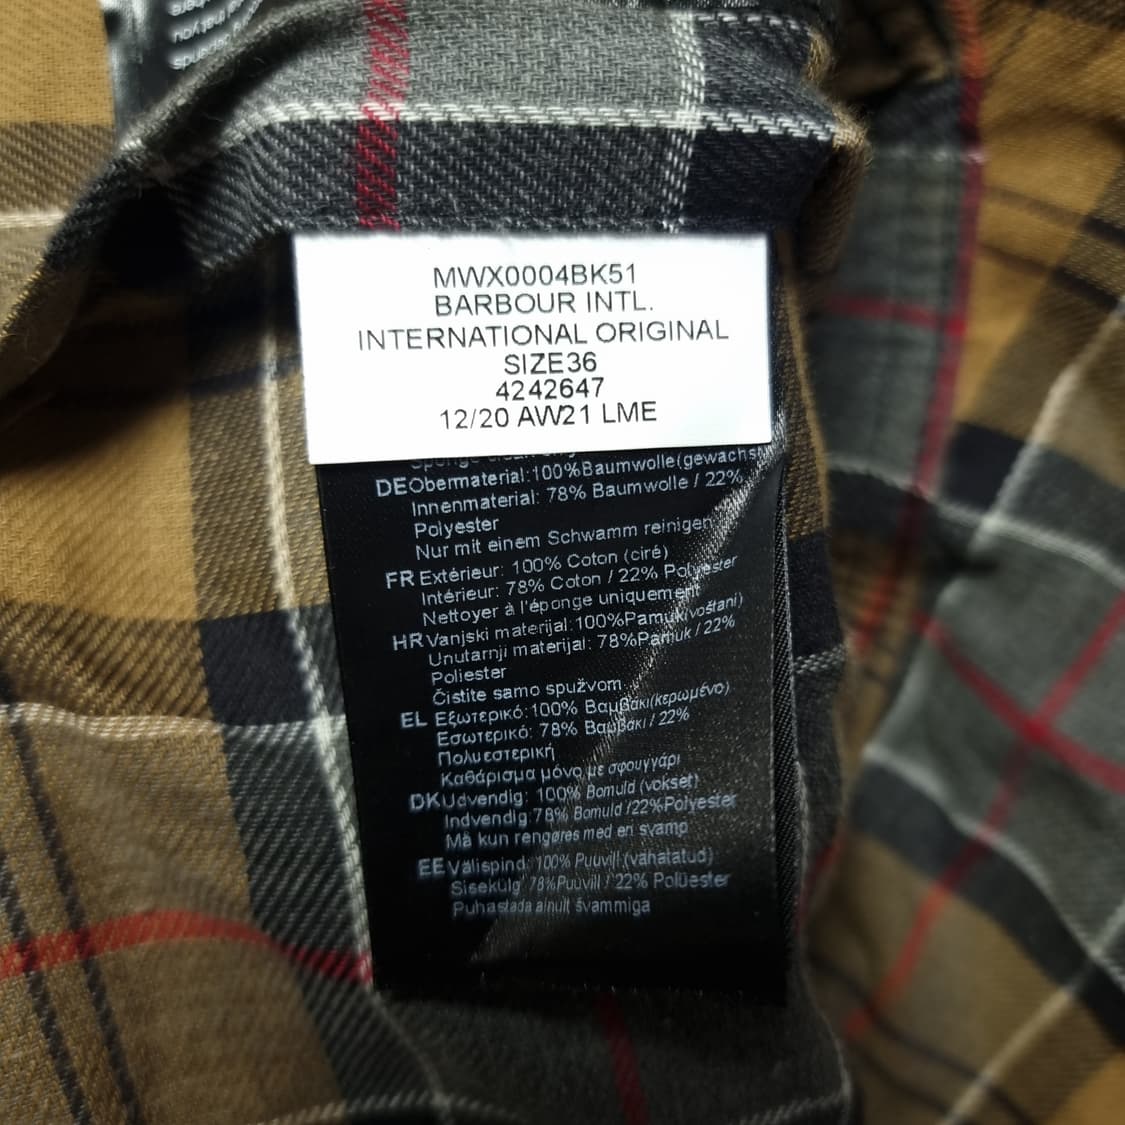 MWX0004BK51
BARBOUR INTL.
INTERNATIONAL ORIGINAL
SIZE36
4242647
12/20 AW21 LME
DE Obermaterial:100%Baumwolle(gewachst
Innenmaterial: 78% Baumwolle / 22%
Polyester
Nur mit einem Schwamm reinigen
FR Extérieur: 100% Coton (ciré)
Intérieur: 78% Coton / 22% Polyester
Nettoyer à l'éponge uniquement
HR Vanjski materijal:100%Pamuk(voštani)
Unutarnji materijal: 78%Pamuk / 22%
Poliester
Čistite samo spužvom.
EL Εξωτερικό:100% Βαμβάκι(κερωμένο)
Εσωτερικό: 78% Βαμβάκι / 22%
Πολυεστερική
Καθάρισμα μόνο με σφουγγάρι
DK Udvendig: 100% Bomuld (vokset)
Indvendig:78% Bomuld /22%Polyester
Må kun rengøres med en svamp
EE Välispind: 100% Puuvill (vahatatud)
Sisekülg 78%Puuvill / 22% Polüester
Puhastada ainult švammiga